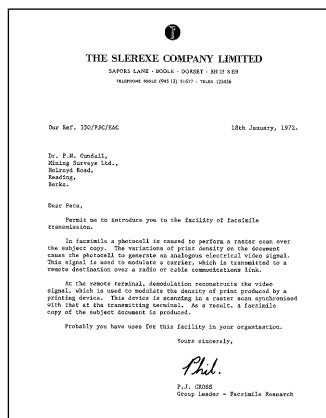 THE SLEREXE COMPANY LIMITED
SAPORS LANE - BOOLE - DORSET - BH 25 8 ER
TELEPHONE BOOLE (945 13) 51617 - TELEX 123456
Our Ref. 350/PJC/EAC
18th January, 1972.
Dr. P.N. Cundall,
Mining Surveys Ltd.,
Holroyd Road,
Reading,
Berks.
Dear Pete,
Permit me to introduce you to the facility of facsimile
transmission.
In facsimile a photocell is caused to perform a raster scan over
the subject copy. The variations of print density on the document
cause the photocell to generate an analogous electrical video signal.
This signal is used to modulate a carrier, which is transmitted to a
remote destination over a radio or cable communications link.
At the remote terminal, demodulation reconstructs the video
signal, which is used to modulate the density of print produced by a
printing device. This device is scanning in a raster scan synchronised
with that at the transmitting terminal. As a result, a facsimile
copy of the subject document is produced.
Probably you have uses for this facility in your organisation.
Yours sincerely,
Phil.
P.J. CROSS
Group Leader - Facsimile Research